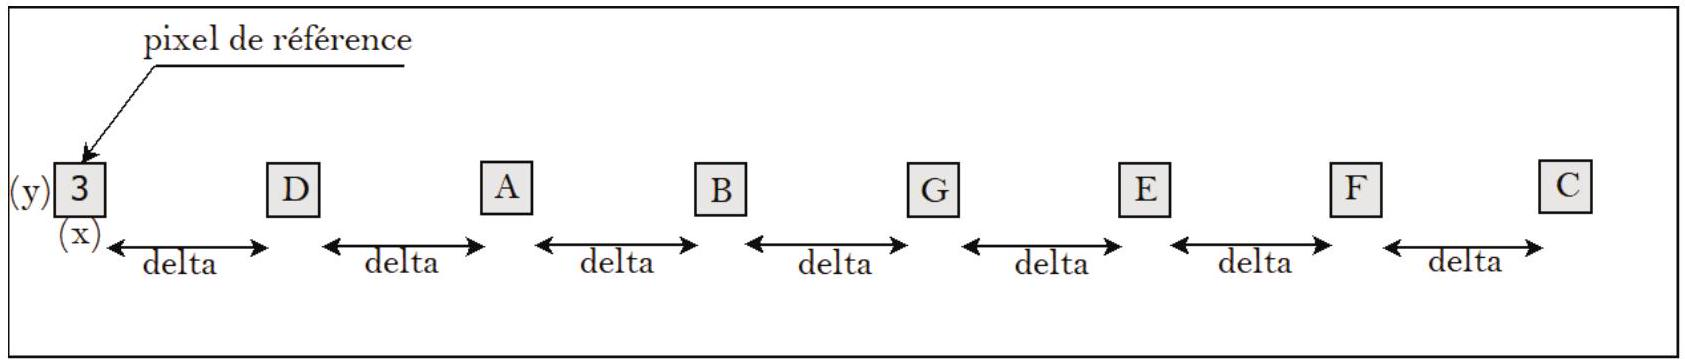 pixel de référence
(y) 3 D A B G E F C
(x)
delta delta delta delta delta delta delta